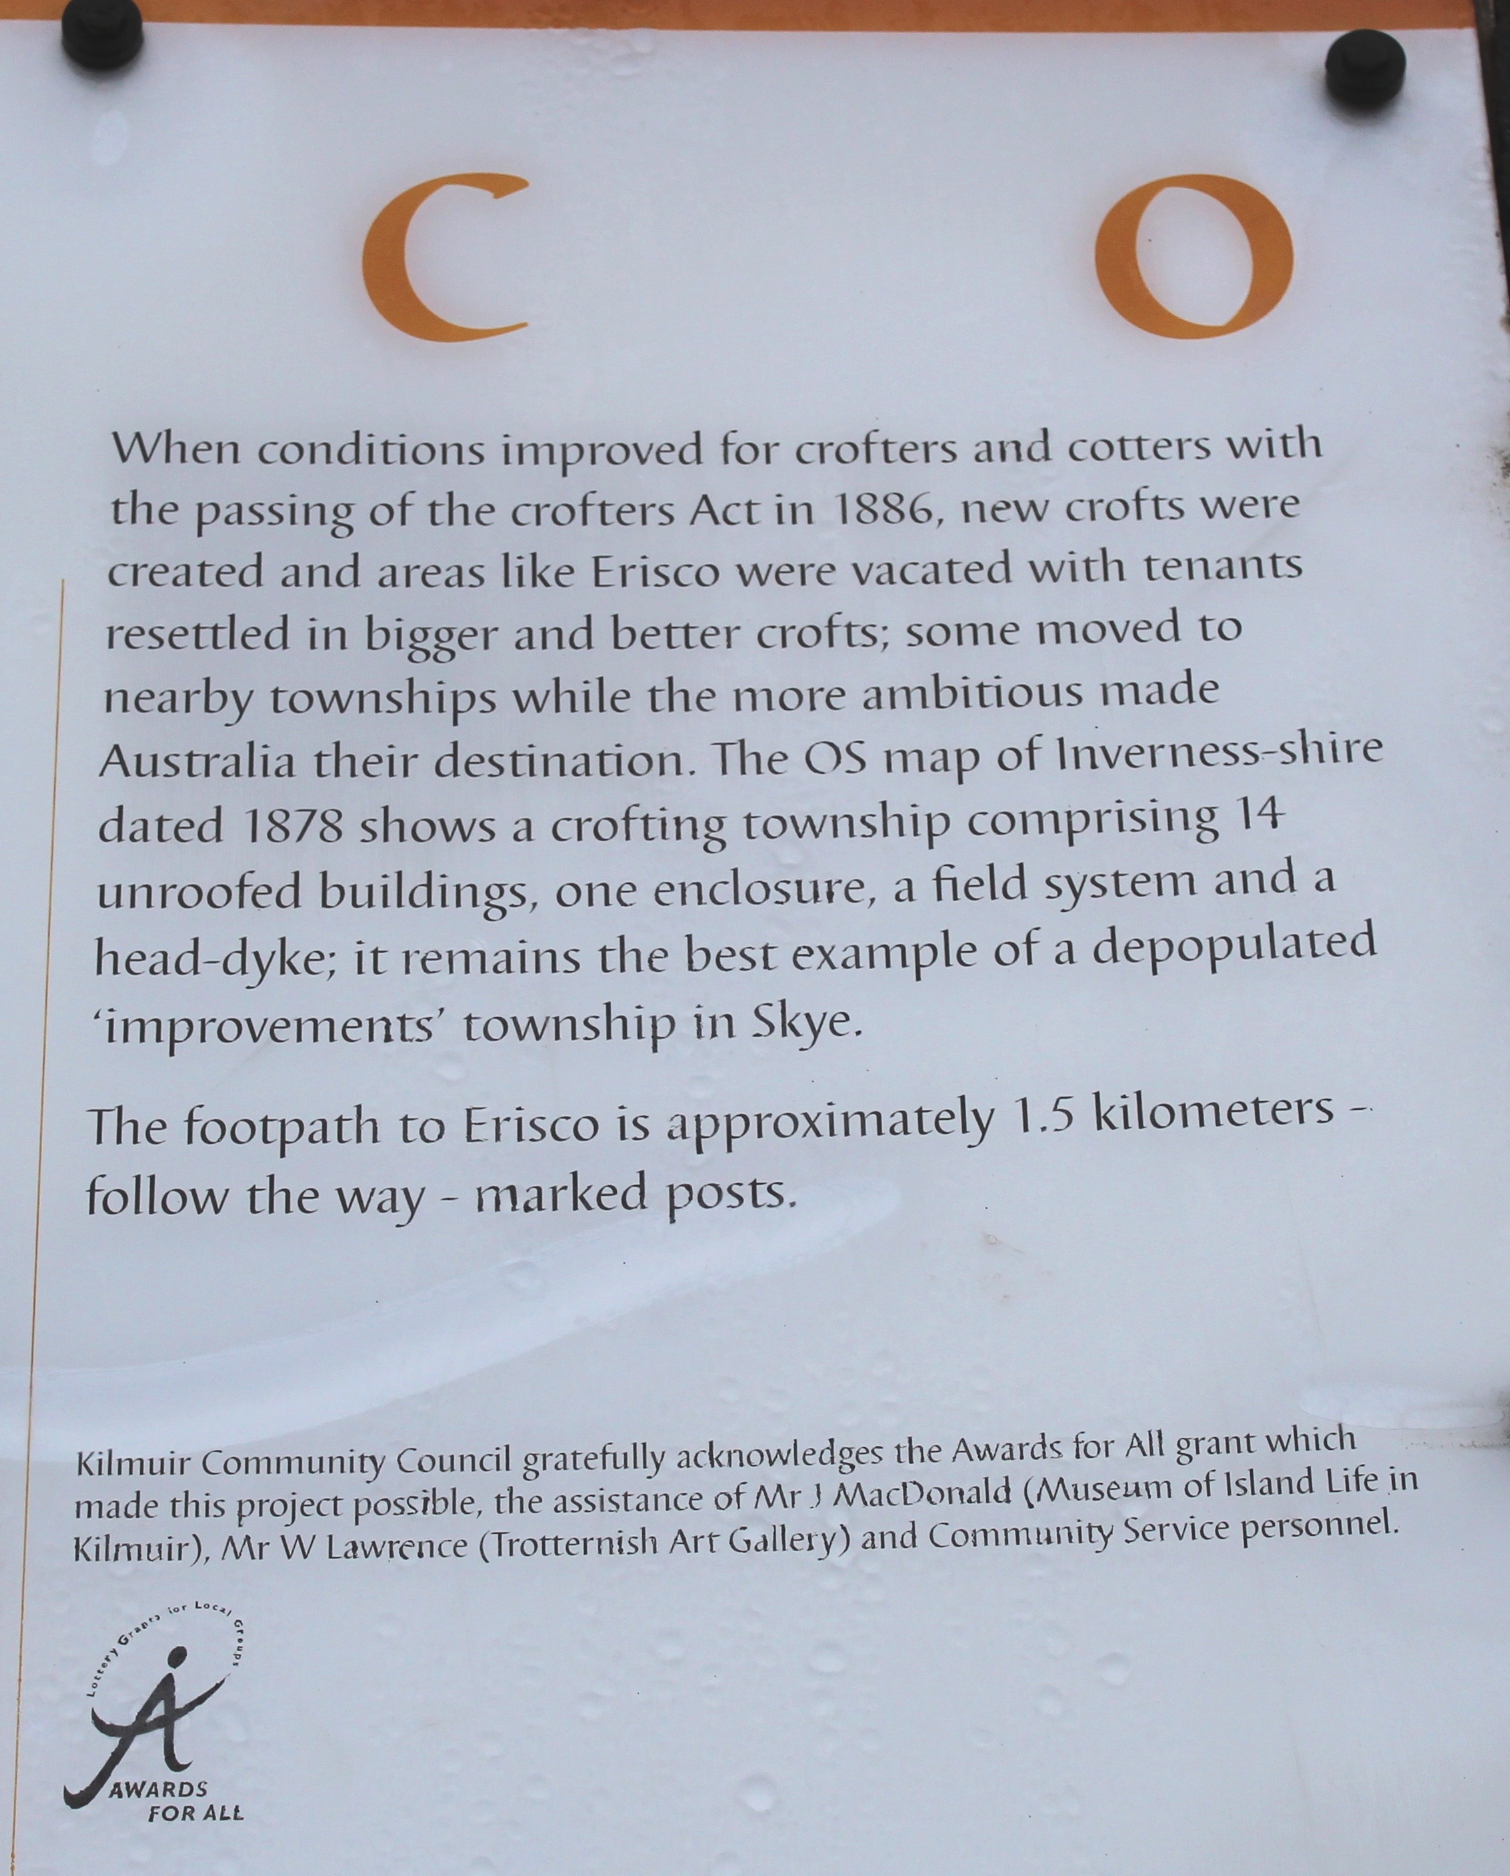 C O
When conditions improved for crofters and cotters with
the passing of the crofters Act in 1886, new crofts were
created and areas like Erisco were vacated with tenants
resettled in bigger and better crofts; some moved to
nearby townships while the more ambitious made
Australia their destination. The OS map of Inverness-shire
dated 1878 shows a crofting township comprising 14
unroofed buildings, one enclosure, a field system and a
head-dyke; it remains the best example of a depopulated
‘improvements’ township in Skye.
The footpath to Erisco is approximately 1.5 kilometers -
follow the way - marked posts.
Kilmuir Community Council gratefully acknowledges the Awards for All grant which
made this project possible, the assistance of Mr J MacDonald (Museum of Island Life in
Kilmuir), Mr W Lawrence (Trotternish Art Gallery) and Community Service personnel.
Lottery Grants for Local Groups
AWARDS
FOR ALL